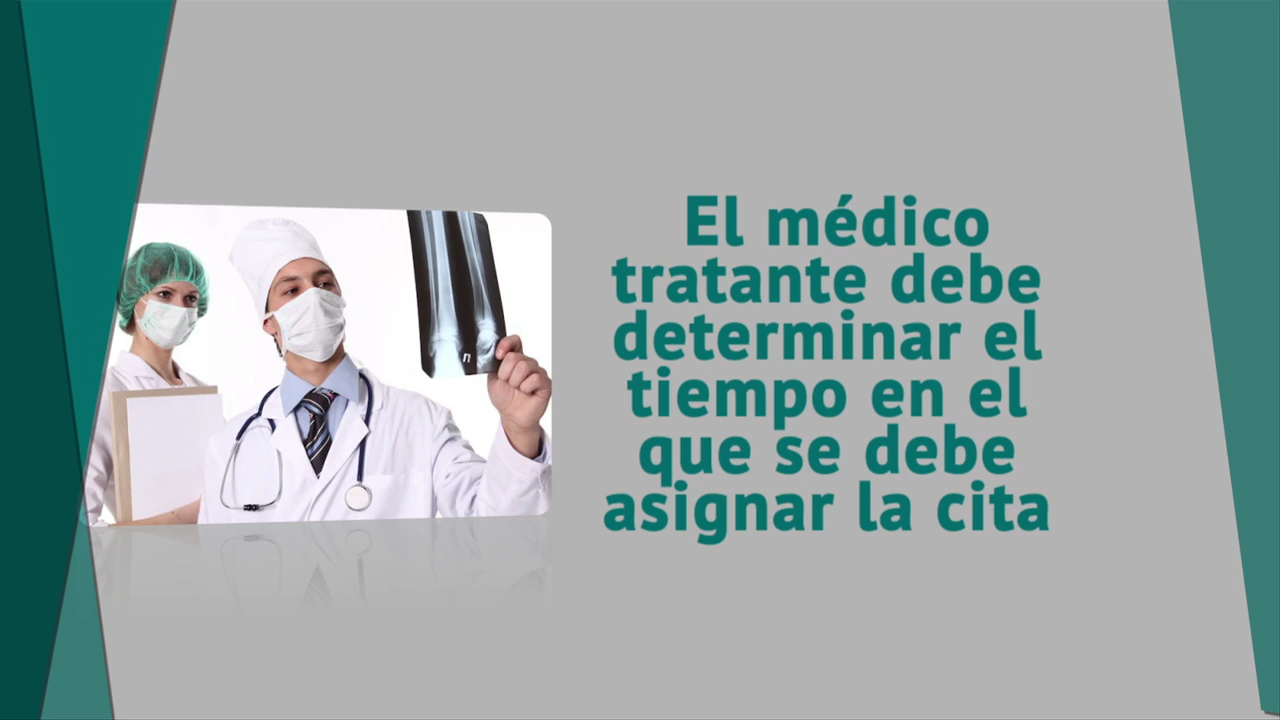 El médico
tratante debe
determinar el
tiempo en el
que se debe
asignar la cita
п